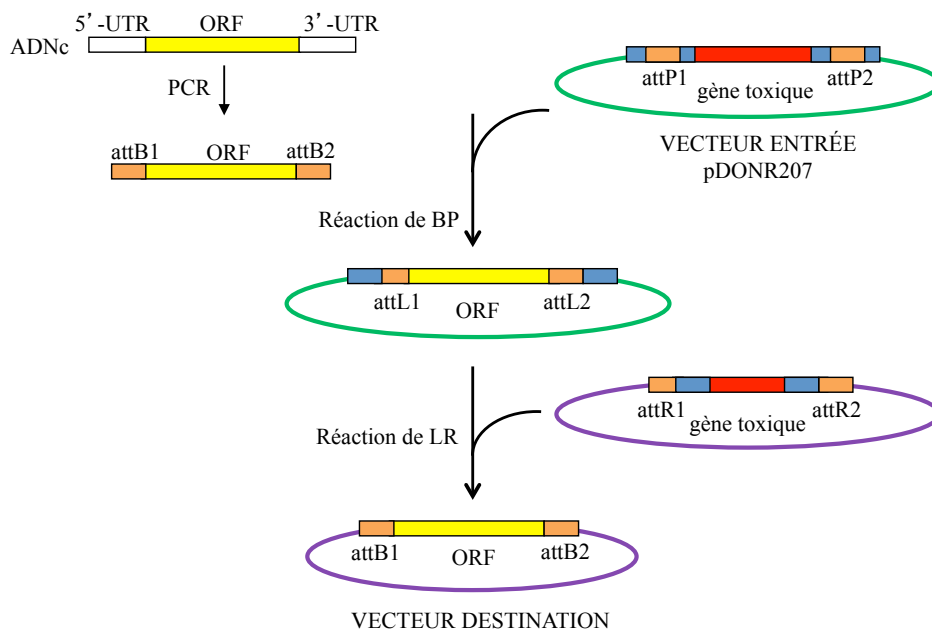 5’-UTR ORF 3’-UTR
ADNc
PCR
attB1 ORF attB2
attP1 attP2
gène toxique
VECTEUR ENTRÉE
pDONR207
Réaction de BP
attL1 ORF attL2
attR1 attR2
gène toxique
Réaction de LR
attB1 ORF attB2
VECTEUR DESTINATION